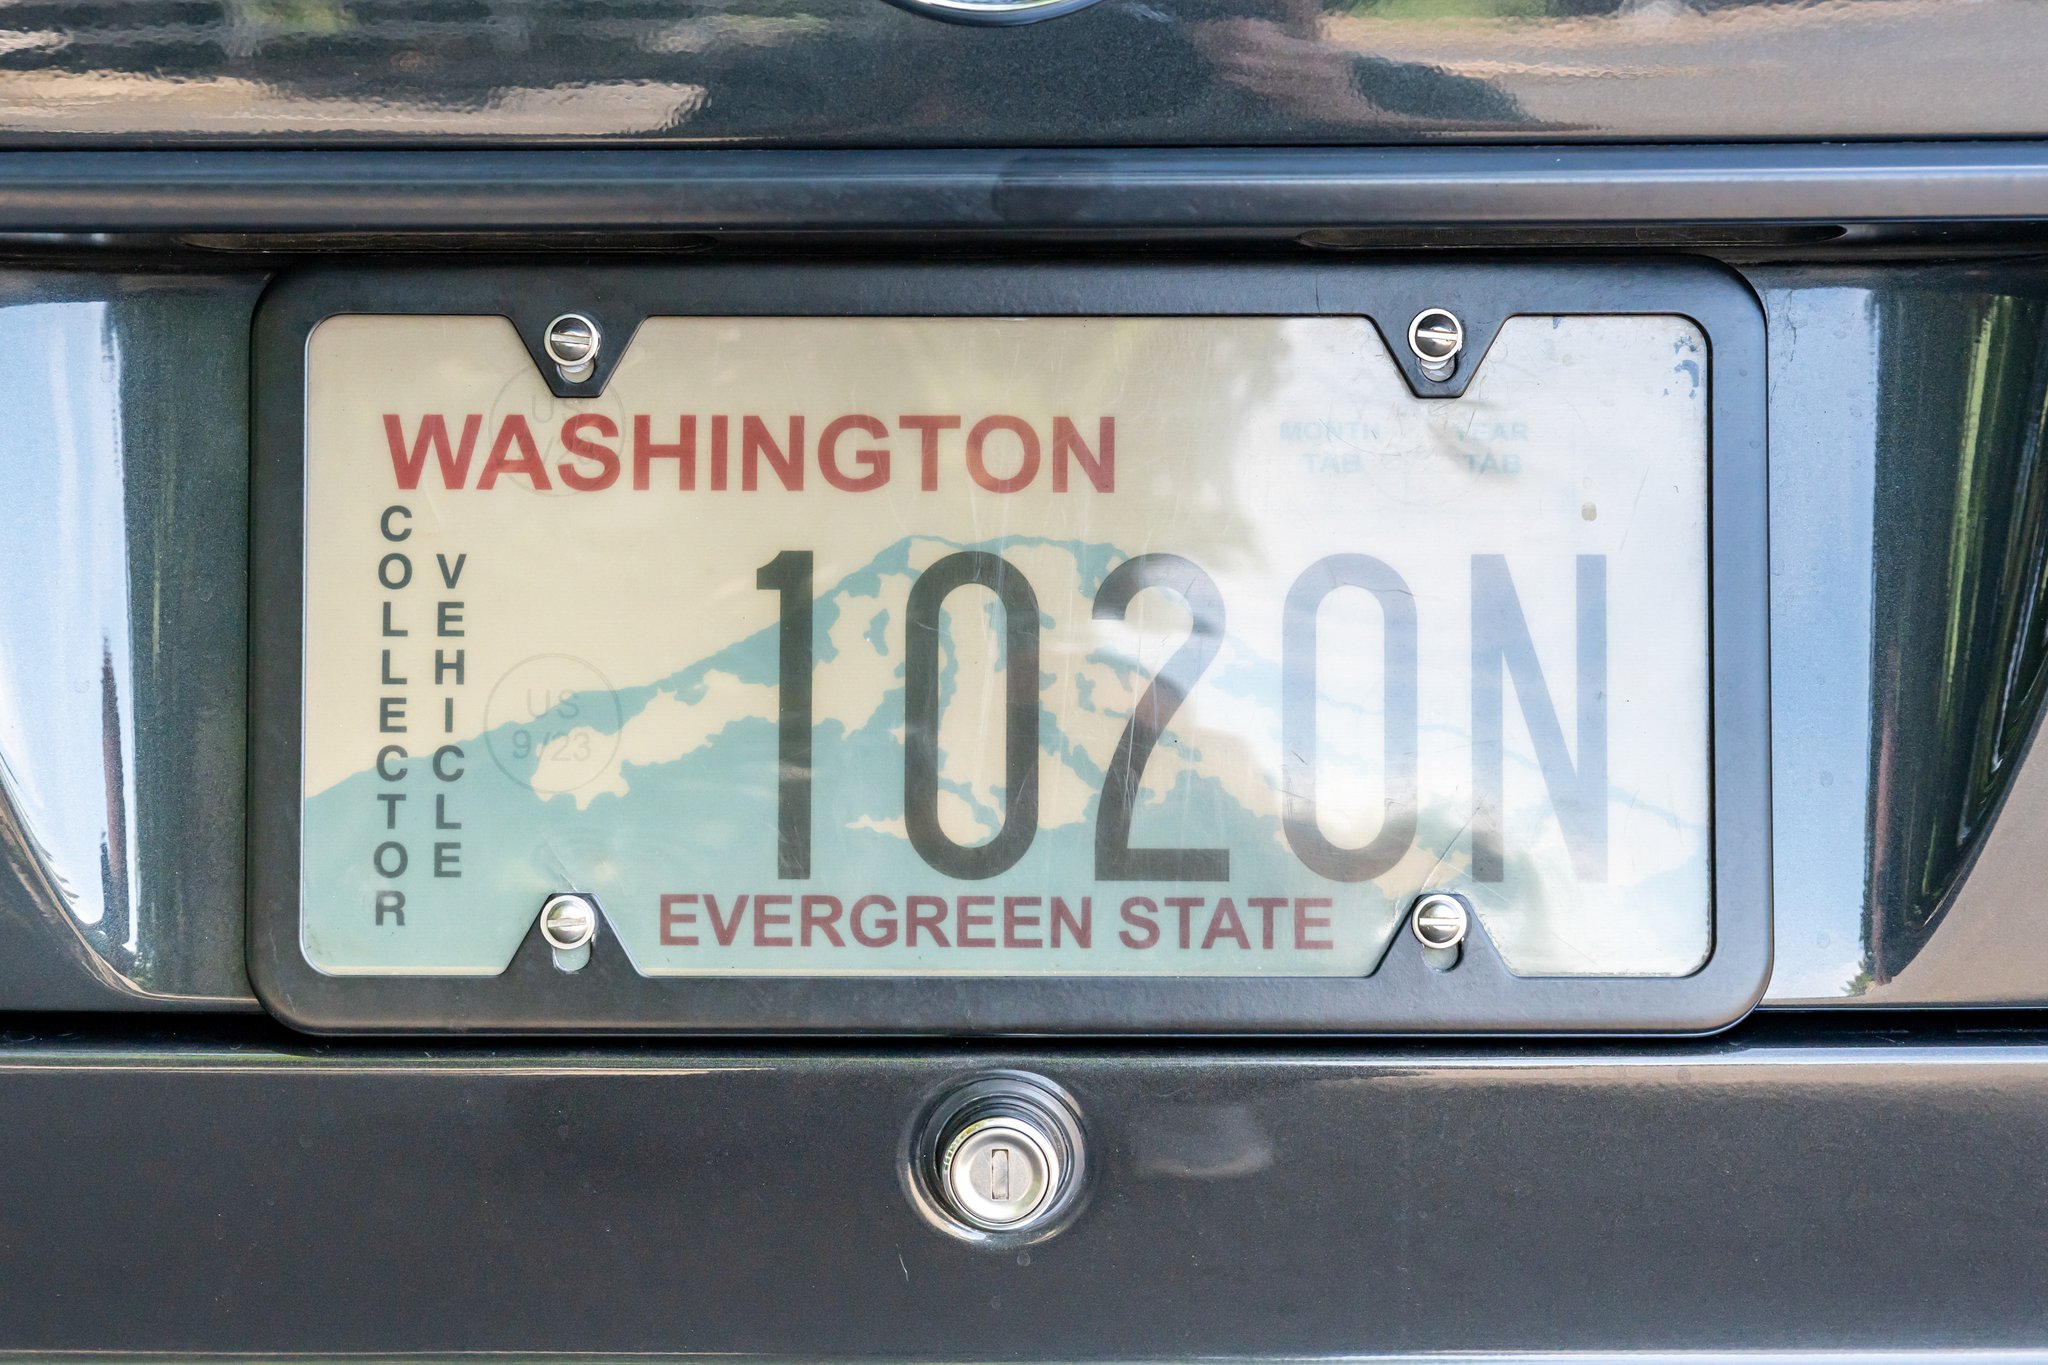 WASHINGTON
MONTH YEAR
TAB TAB
COLLECTOR
VEHICLE
1020N
US
9/23
EVERGREEN STATE